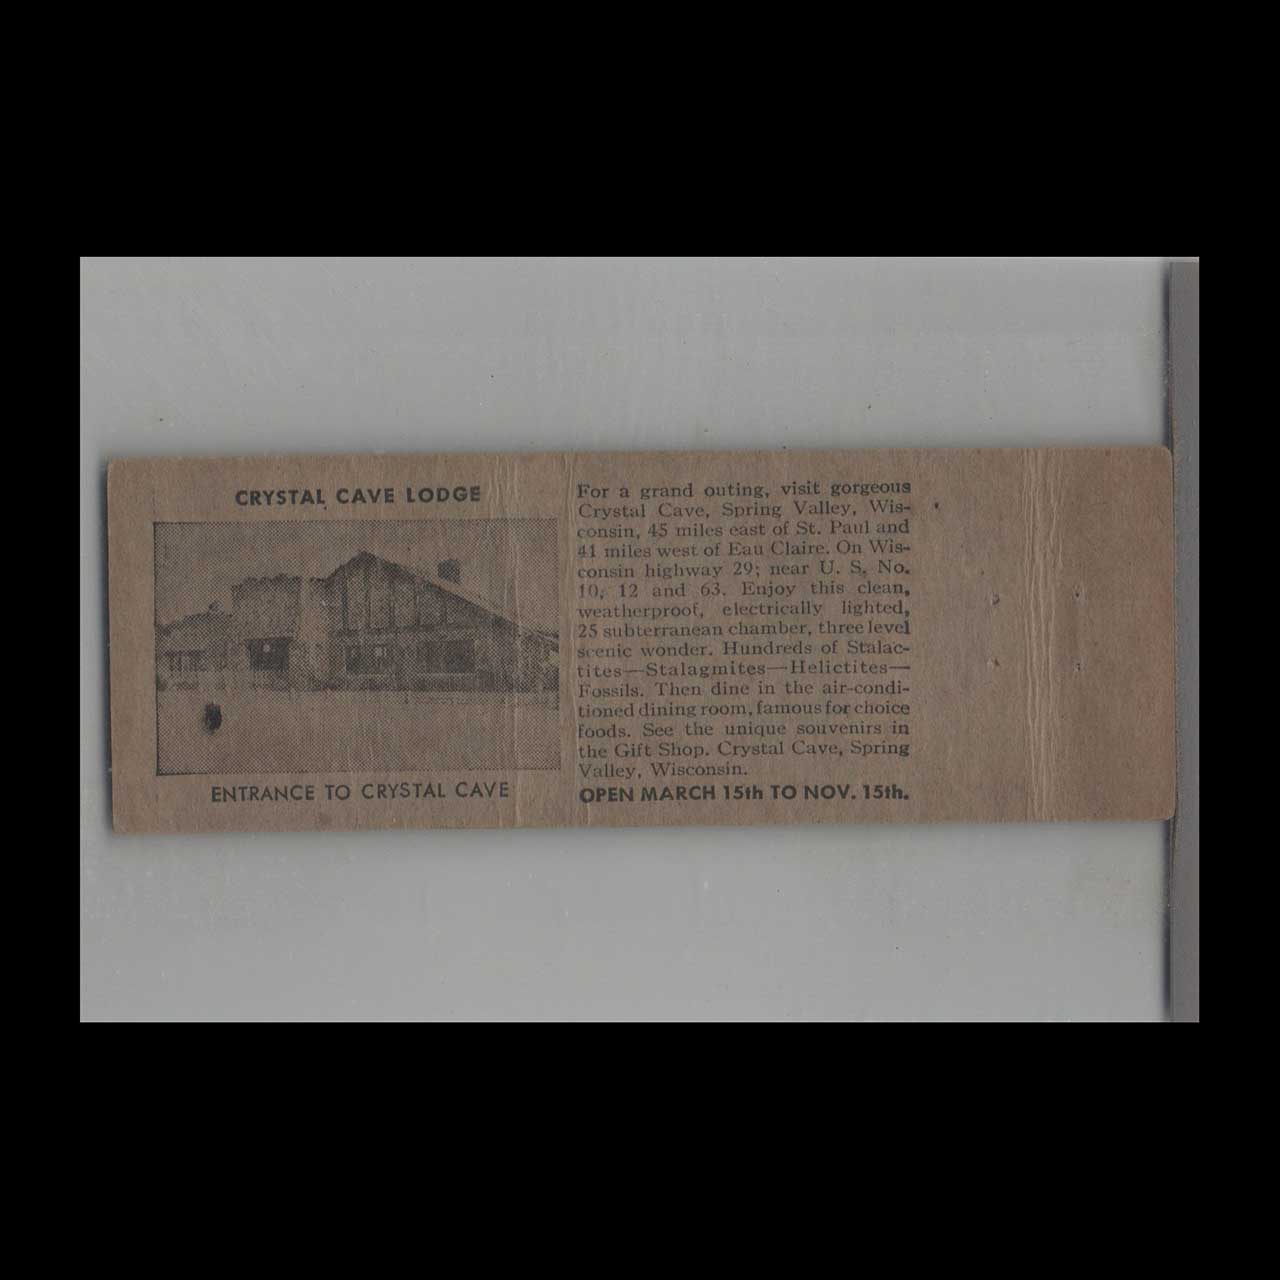 CRYSTAL CAVE LODGE
ENTRANCE TO CRYSTAL CAVE
For a grand outing, visit gorgeous
Crystal Cave, Spring Valley, Wis-
consin, 45 miles east of St. Paul and
41 miles west of Eau Claire. On Wis-
consin highway 29; near U. S. No.
10, 12 and 63. Enjoy this clean,
weatherproof, electrically lighted,
25 subterranean chamber, three level
scenic wonder. Hundreds of Stalac-
tites—Stalagmites—Helictites—
Fossils. Then dine in the air-condi-
tioned dining room, famous for choice
foods. See the unique souvenirs in
the Gift Shop. Crystal Cave, Spring
Valley, Wisconsin.
OPEN MARCH 15th TO NOV. 15th.